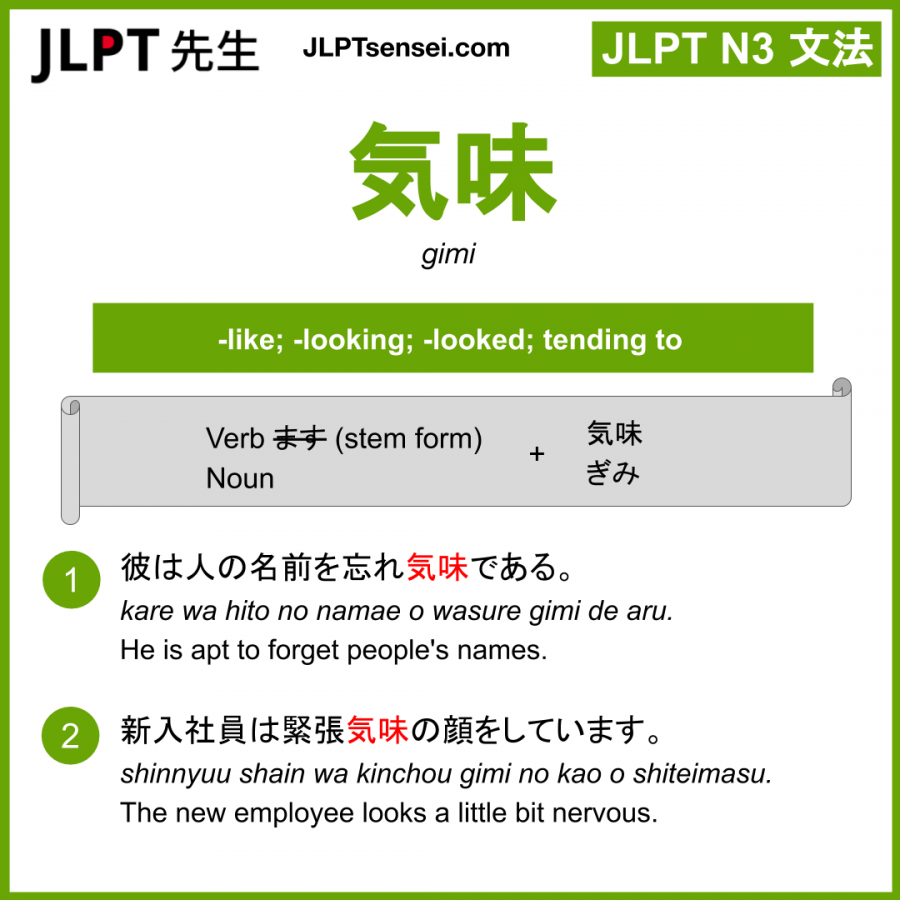 JLPT 先生
JLPTsensei.com
JLPT N3 文法
気味
gimi
-like; -looking; -looked; tending to
Verb ます (stem form)
Noun
+
気味
ぎみ
1
彼は人の名前を忘れ気味である。
kare wa hito no namae o wasure gimi de aru.
He is apt to forget people's names.
2
新入社員は緊張気味の顔をしています。
shinnyuu shain wa kinchou gimi no kao o shiteimasu.
The new employee looks a little bit nervous.